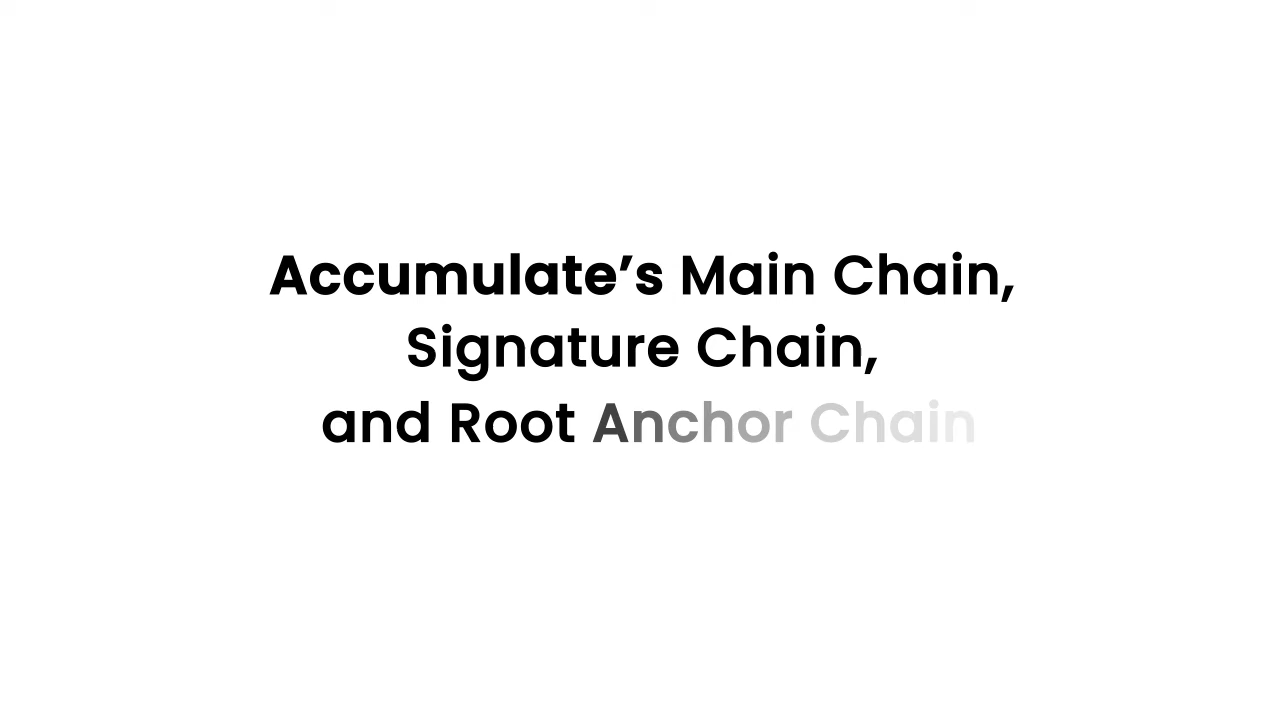 Accumulate’s Main Chain,
Signature Chain,
and Root Anchor Chain